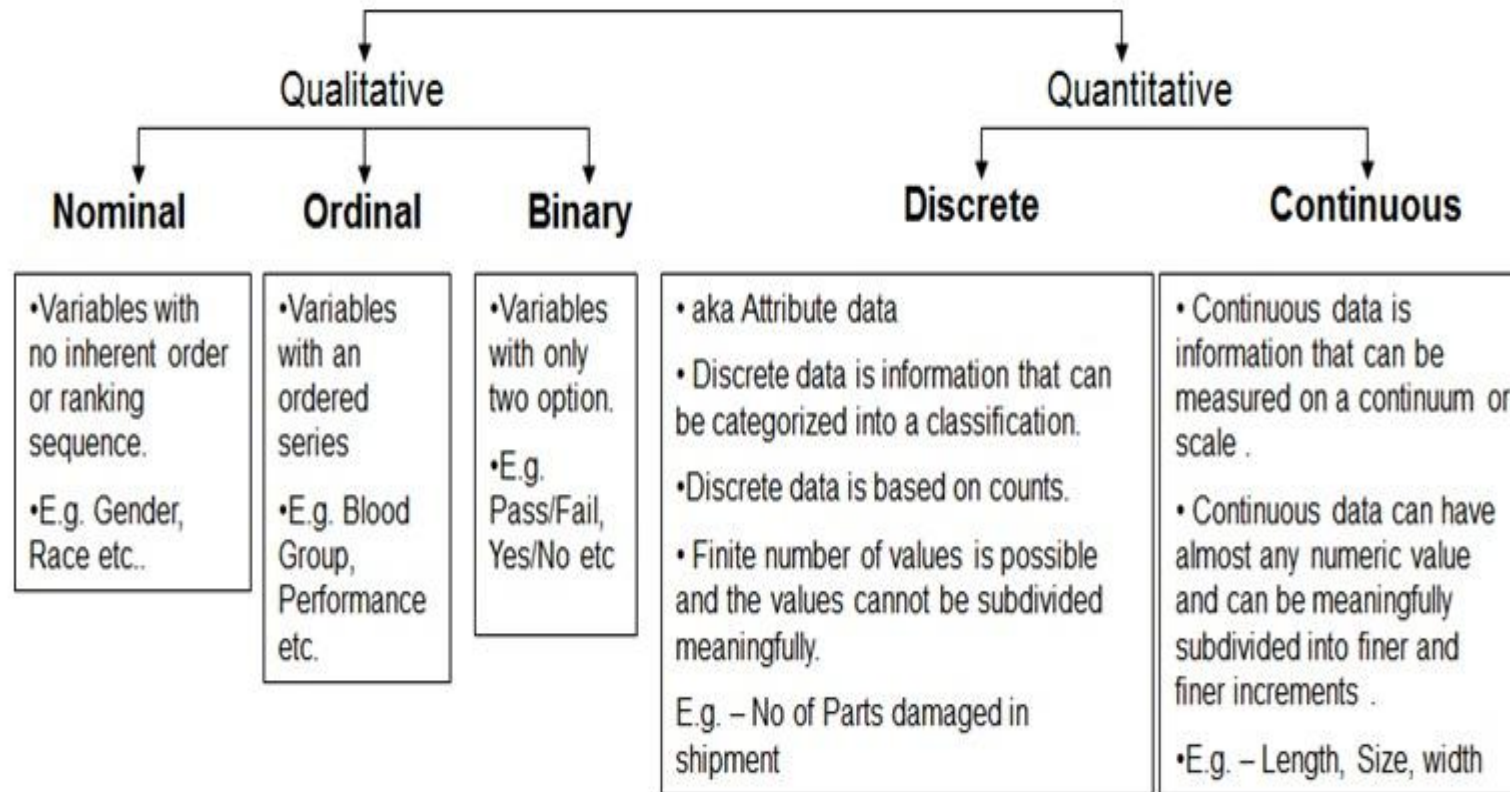 Qualitative
Quantitative
Nominal
Ordinal
Binary
Discrete
Continuous
•Variables with
no inherent order
or ranking
sequence.
•E.g. Gender,
Race etc..
•Variables
with an
ordered
series
•E.g. Blood
Group,
Performance
etc.
•Variables
with only
two option.
•E.g.
Pass/Fail,
Yes/No etc
• aka Attribute data
• Discrete data is information that can
be categorized into a classification.
•Discrete data is based on counts.
• Finite number of values is possible
and the values cannot be subdivided
meaningfully.
E.g. – No of Parts damaged in
shipment
• Continuous data is
information that can be
measured on a continuum or
scale .
• Continuous data can have
almost any numeric value
and can be meaningfully
subdivided into finer and
finer increments .
•E.g. – Length, Size, width